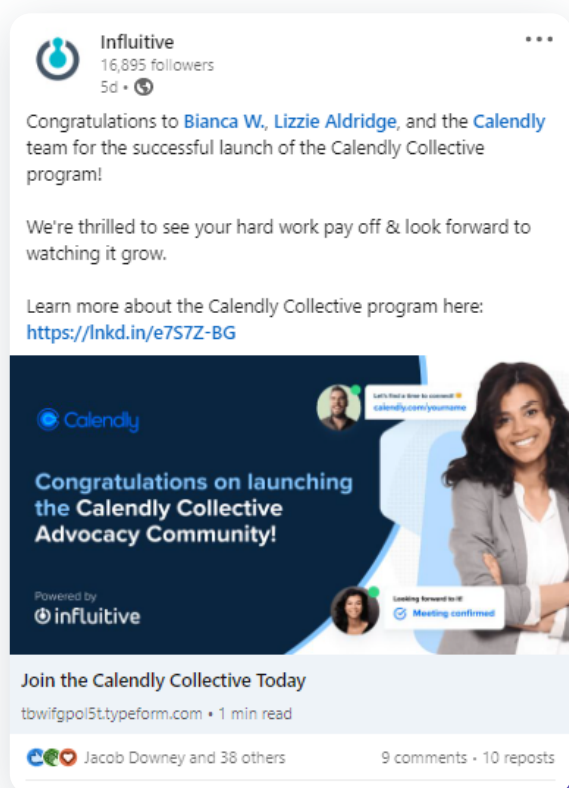 Influitive
16,895 followers
5d •
Congratulations to Bianca W., Lizzie Aldridge, and the Calendly
team for the successful launch of the Calendly Collective
program!
We're thrilled to see your hard work pay off & look forward to
watching it grow.
Learn more about the Calendly Collective program here:
https://lnkd.in/e7S7Z-BG
Calendly
Let's find a time to connect!
calendly.com/yourname
Congratulations on launching
the Calendly Collective
Advocacy Community!
Powered by
influitive
Looking forward to it!
Meeting confirmed
Join the Calendly Collective Today
tbwifgpol5t.typeform.com • 1 min read
Jacob Downey and 38 others
9 comments • 10 reposts